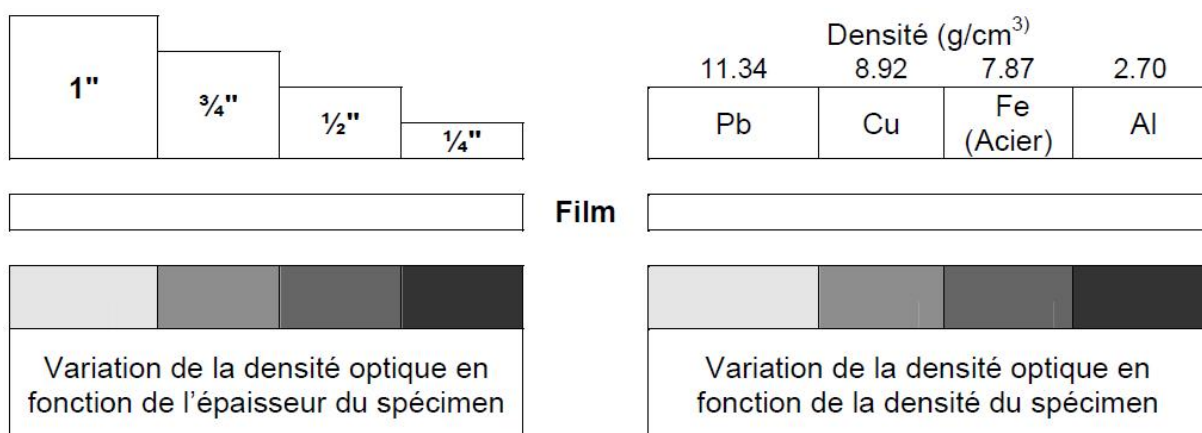 1"
¾"
½"
¼"
Densité (g/cm³⁾
11.34 8.92 7.87 2.70
Pb Cu Fe (Acier) Al
Film
Variation de la densité optique en
fonction de l'épaisseur du spécimen
Variation de la densité optique en
fonction de la densité du spécimen